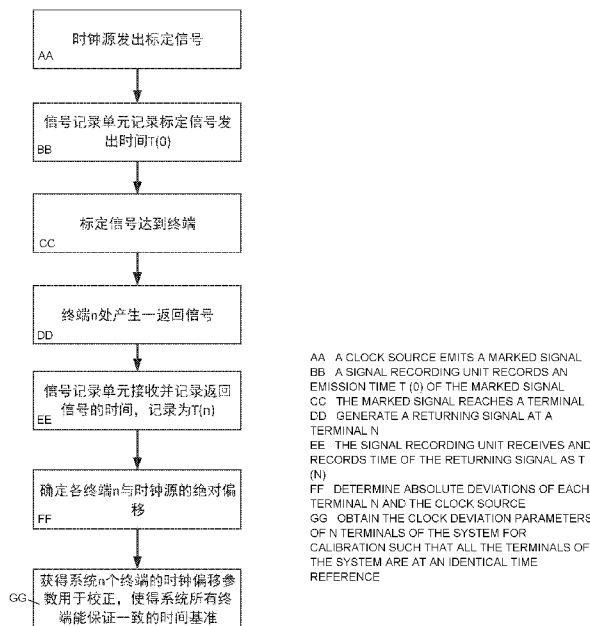 时钟源发出标定信号
AA
信号记录单元记录标定信号发
出时间T(0)
BB
标定信号达到终端
CC
终端n处产生一返回信号
DD
信号记录单元接收并记录返回
信号的时间，记录为T(n)
EE
确定各终端n与时钟源的绝对偏
移
FF
获得系统n个终端的时钟偏移参
数用于校正，使得系统所有终
端能保证一致的时间基准
GG
AA A CLOCK SOURCE EMITS A MARKED SIGNAL
BB A SIGNAL RECORDING UNIT RECORDS AN
EMISSION TIME T (0) OF THE MARKED SIGNAL
CC THE MARKED SIGNAL REACHES A TERMINAL
DD GENERATE A RETURNING SIGNAL AT A
TERMINAL N
EE THE SIGNAL RECORDING UNIT RECEIVES AND
RECORDS TIME OF THE RETURNING SIGNAL AS T
(N)
FF DETERMINE ABSOLUTE DEVIATIONS OF EACH
TERMINAL N AND THE CLOCK SOURCE
GG OBTAIN THE CLOCK DEVIATION PARAMETERS
OF N TERMINALS OF THE SYSTEM FOR
CALIBRATION SUCH THAT ALL THE TERMINALS OF
THE SYSTEM ARE AT AN IDENTICAL TIME
REFERENCE